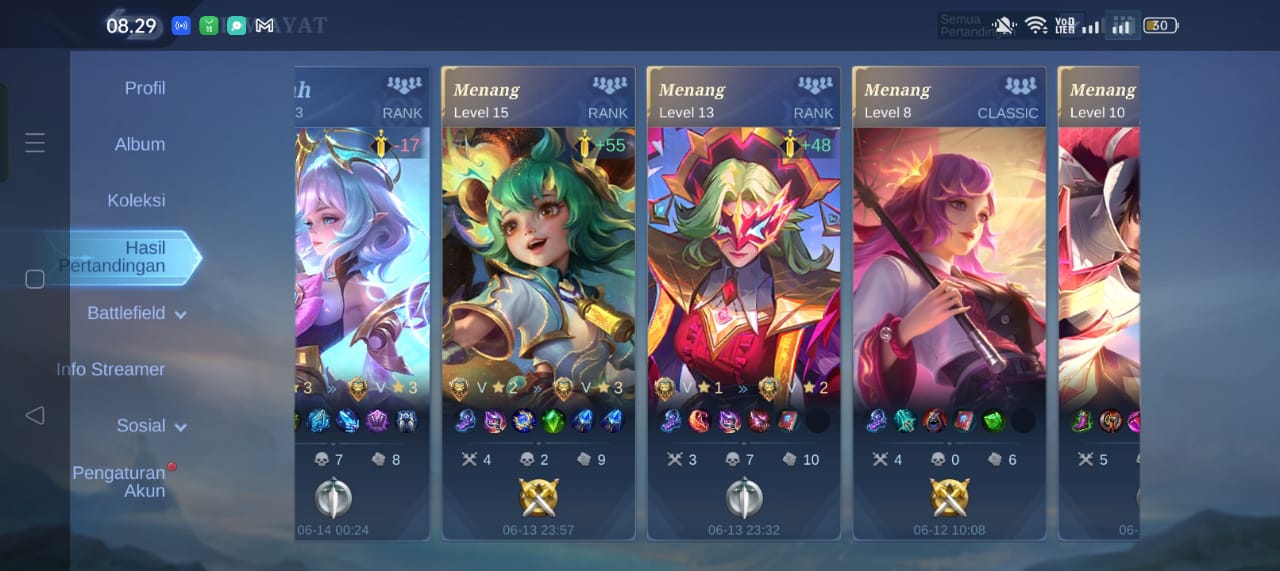 08.29
30
Semua
Pertandingan
Profil
Album
Koleksi
Hasil
Pertandingan
Battlefield
Info Streamer
Sosial
Pengaturan
Akun
3
RANK
-17
3
V
3
7
8
06-14 00:24
Menang
Level 15
RANK
+55
V
2
»
V
3
4
2
9
06-13 23:57
Menang
Level 13
RANK
+48
V
1
»
V
2
3
7
10
06-13 23:32
Menang
Level 8
CLASSIC
4
0
6
06-12 10:08
Menang
Level 10
5
06-